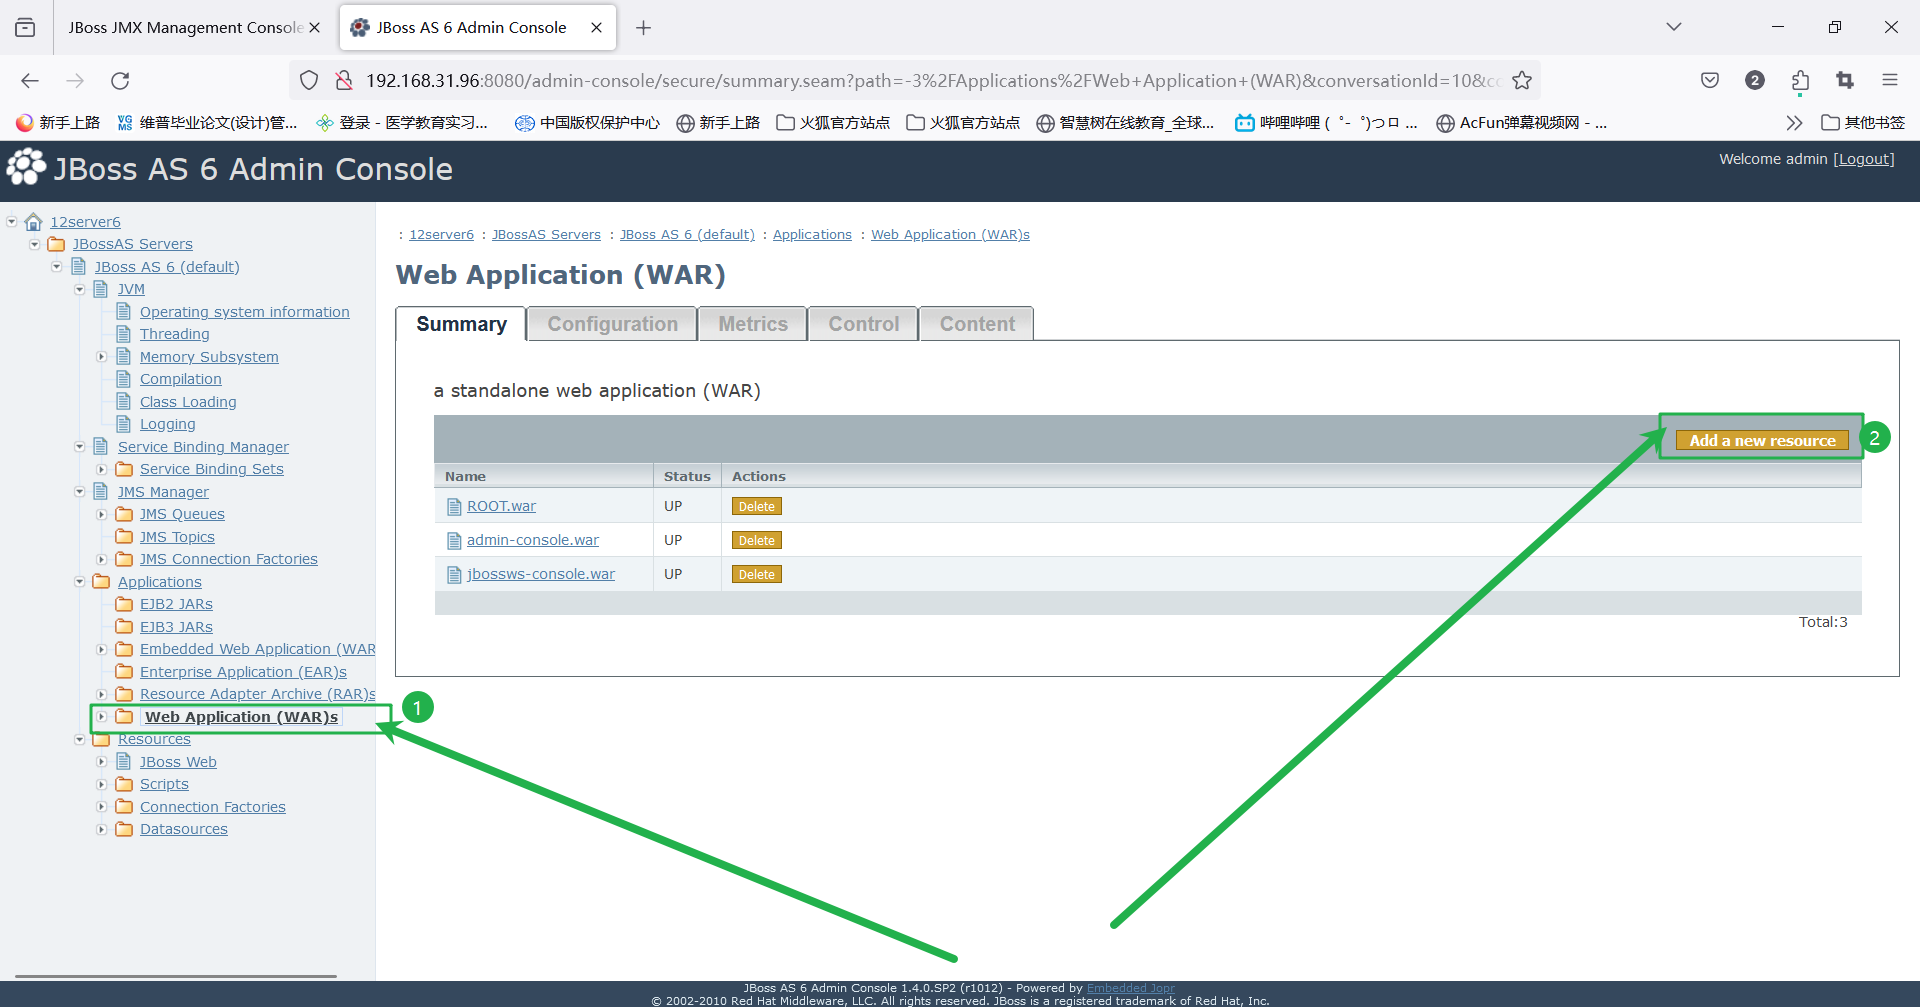 JBoss JMX Management Console
JBoss AS 6 Admin Console
192.168.31.96:8080/admin-console/secure/summary.seam?path=-3%2FApplications%2FWeb+Application+(WAR)&conversationId=10&c
2
新手上路
VG MS 维普毕业论文(设计)管...
登录 - 医学教育实习...
中国版权保护中心
新手上路
火狐官方站点
火狐官方站点
智慧树在线教育_全球...
哔哩哔哩 ( ゜- ゜)つロ ...
AcFun弹幕视频网 - ...
其他书签
JBoss AS 6 Admin Console
Welcome admin [Logout]
12server6
JBossAS Servers
JBoss AS 6 (default)
JVM
Operating system information
Threading
Memory Subsystem
Compilation
Class Loading
Logging
Service Binding Manager
Service Binding Sets
JMS Manager
JMS Queues
JMS Topics
JMS Connection Factories
Applications
EJB2 JARs
EJB3 JARs
Embedded Web Application (WAR
Enterprise Application (EAR)s
Resource Adapter Archive (RAR)s
Web Application (WAR)s
1
Resources
JBoss Web
Scripts
Connection Factories
Datasources
: 12server6 : JBossAS Servers : JBoss AS 6 (default) : Applications : Web Application (WAR)s
Web Application (WAR)
Summary Configuration Metrics Control Content
a standalone web application (WAR)
Add a new resource
2
Name Status Actions
ROOT.war UP Delete
admin-console.war UP Delete
jbossws-console.war UP Delete
Total:3
JBoss AS 6 Admin Console 1.4.0.SP2 (r1012) - Powered by Embedded Jopr
© 2002-2010 Red Hat Middleware, LLC. All rights reserved. JBoss is a registered trademark of Red Hat, Inc.